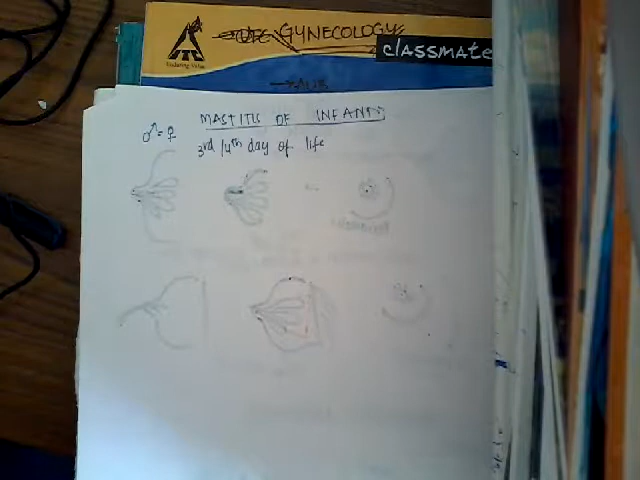 GYNECOLOGY
classmate
MASTITIS OF INFANTS
♂=♀
3rd/4th day of life